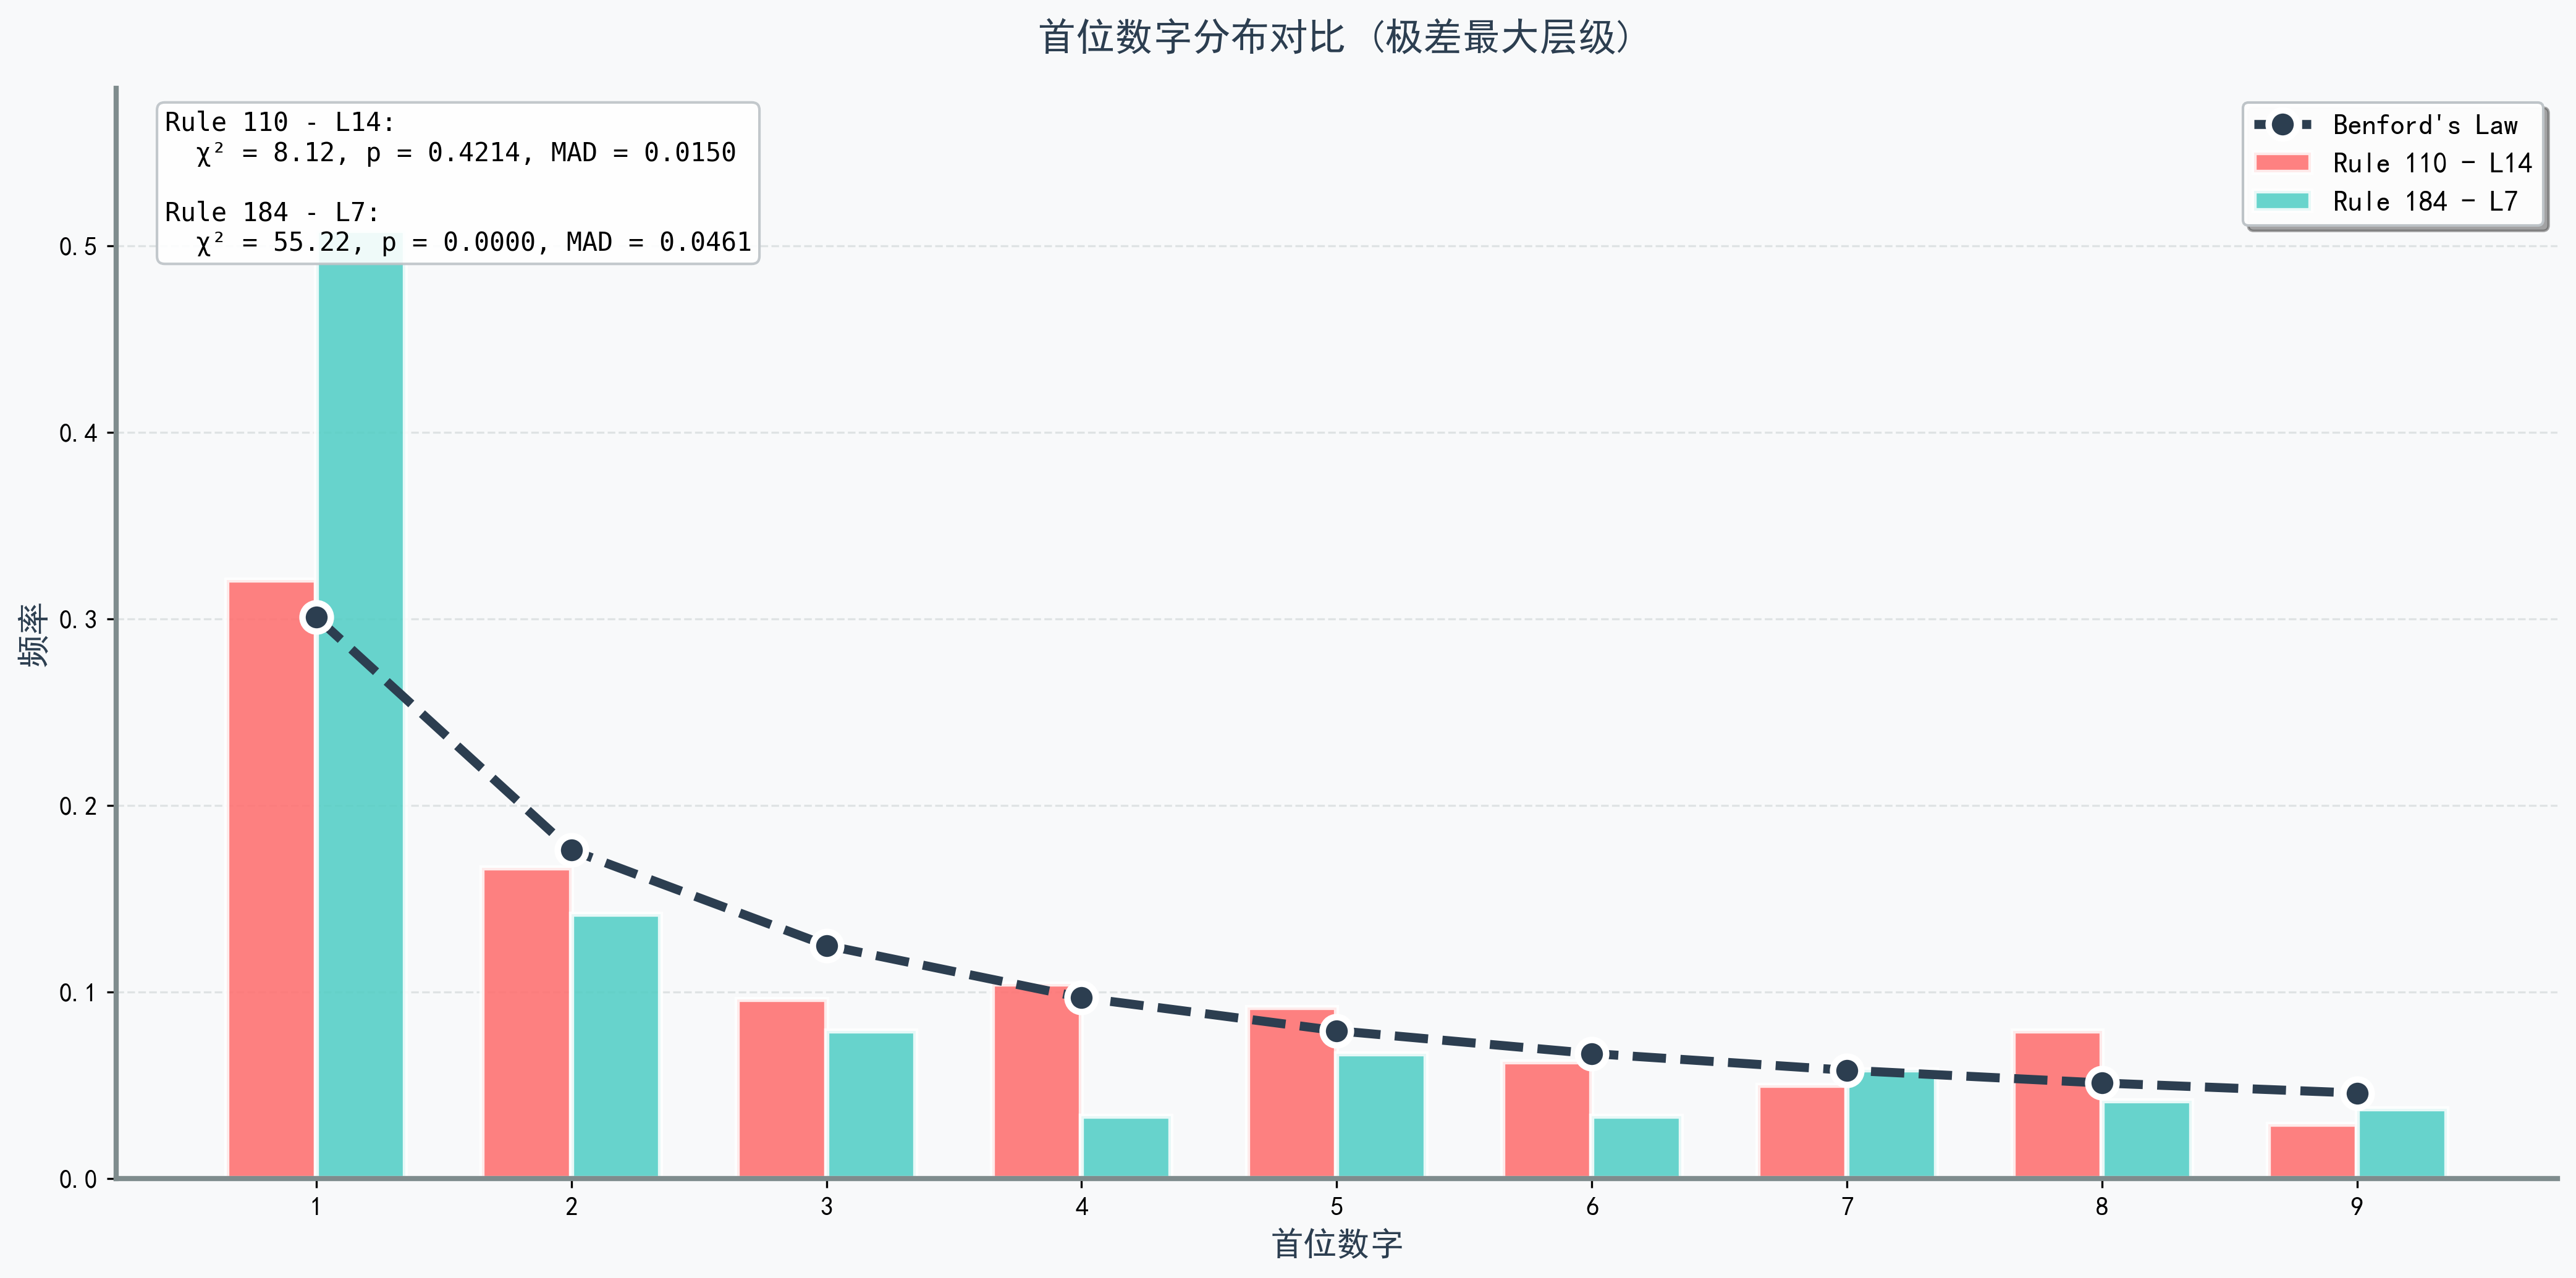 首位数字分布对比 (极差最大层级)
Rule 110 - L14:
χ² = 8.12, p = 0.4214, MAD = 0.0150
Rule 184 - L7:
χ² = 55.22, p = 0.0000, MAD = 0.0461
Benford's Law
Rule 110 - L14
Rule 184 - L7
频率
0.5
0.4
0.3
0.2
0.1
0.0
1 2 3 4 5 6 7 8 9
首位数字